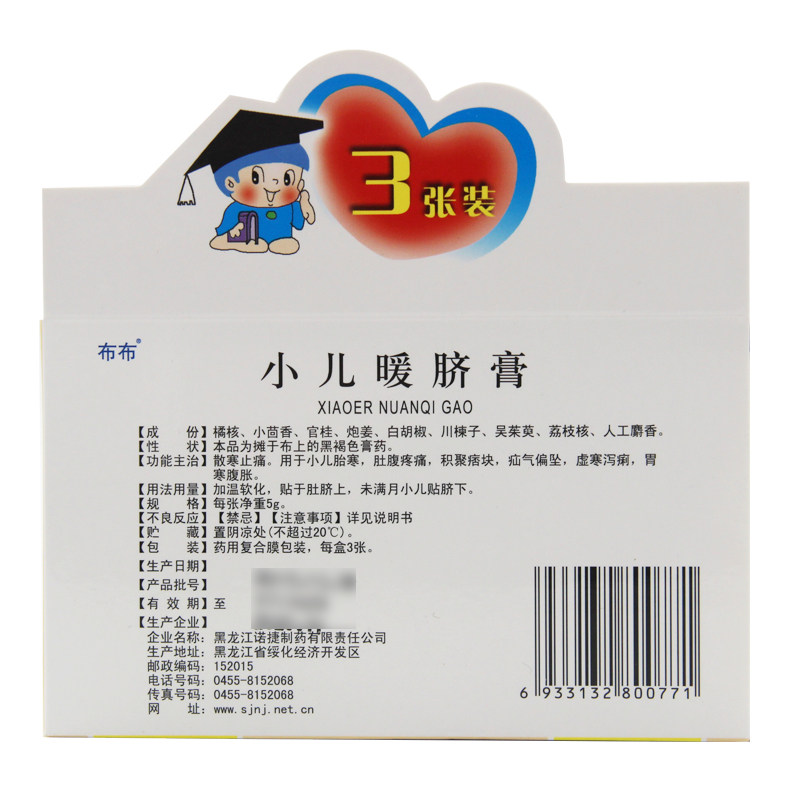 3张装
布布®
小儿暖脐膏
XIAOER NUANQI GAO
【成 份】橘核、小茴香、官桂、炮姜、白胡椒、川楝子、吴茱萸、荔枝核、人工麝香。
【性 状】本品为摊于布上的黑褐色膏药。
【功能主治】散寒止痛。用于小儿胎寒，肚腹疼痛，积聚痞块，疝气偏坠，虚寒泻痢，胃
寒腹胀。
【用法用量】加温软化，贴于肚脐上，未满月小儿贴脐下。
【规 格】每张净重5g。
【不良反应】【禁忌】【注意事项】详见说明书
【贮 藏】置阴凉处(不超过20℃)。
【包 装】药用复合膜包装，每盒3张。
【生产日期】
【产品批号】
【有 效 期】至
【生产企业】
企业名称：黑龙江诺捷制药有限责任公司
生产地址：黑龙江省绥化经济开发区
邮政编码：152015
电话号码：0455-8152068
传真号码：0455-8152068
网 址：www.sjnj.net.cn
6 933132 800771